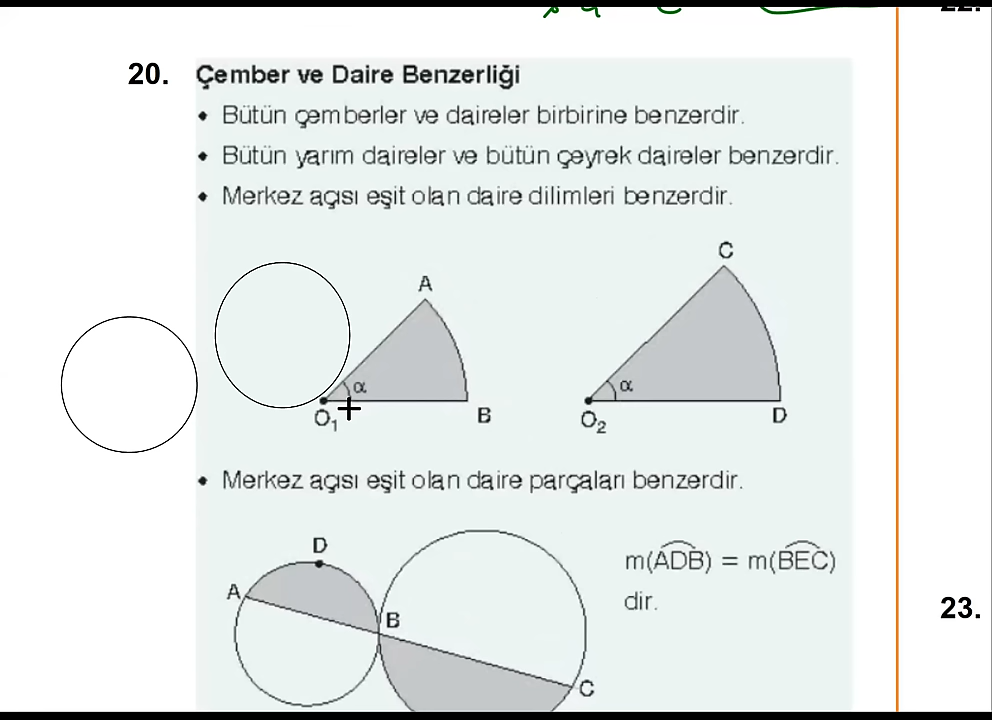 20. Çember ve Daire Benzerliği
• Bütün çemberler ve daireler birbirine benzerdir.
• Bütün yarım daireler ve bütün çeyrek daireler benzerdir.
• Merkez açısı eşit olan daire dilimleri benzerdir.
C
A
α
α
O1
B
O2
D
• Merkez açısı eşit olan daire parçaları benzerdir.
D
m(ADB) = m(BEC)
A
dir.
B
23.
C